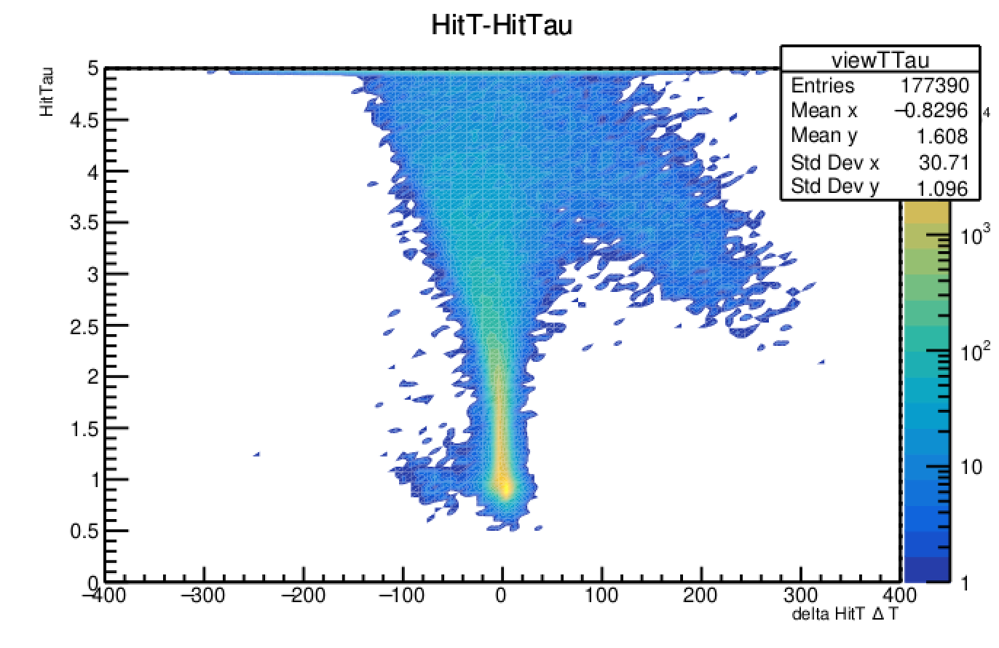 HitT-HitTau
HitTau
viewTTau
Entries 177390
Mean x −0.8296
Mean y 1.608
Std Dev x 30.71
Std Dev y 1.096
5
4.5
4
3.5
3
2.5
2
1.5
1
0.5
0
−400 −300 −200 −100 0 100 200 300 400
delta HitT Δ T
4
10³
10²
10
1